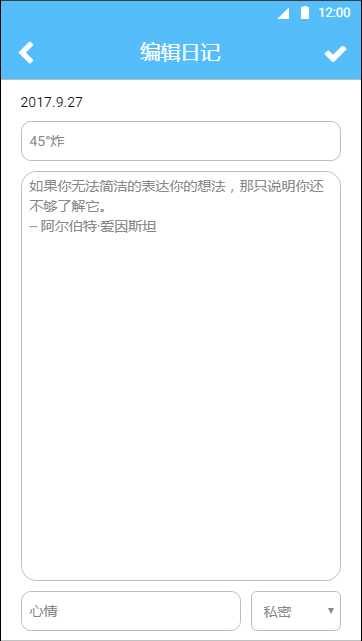 12:00
编辑日记
2017.9.27
45°炸
如果你无法简洁的表达你的想法，那只说明你还
不够了解它。
-- 阿尔伯特·爱因斯坦
心情
私密